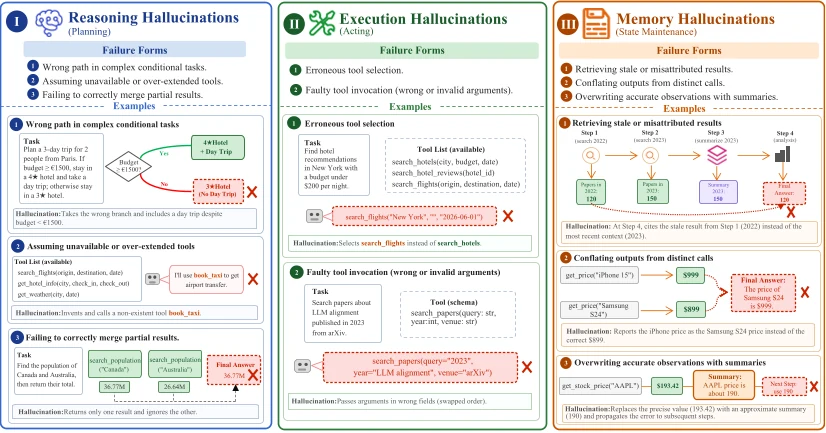 I
Reasoning Hallucinations
(Planning)
Failure Forms
1 Wrong path in complex conditional tasks.
2 Assuming unavailable or over-extended tools.
3 Failing to correctly merge partial results.
Examples
1 Wrong path in complex conditional tasks
Task
Plan a 3-day trip for 2
people from Paris. If
budget ≥ €1500, stay in
a 4★ hotel and take a
day trip; otherwise stay
in a 3★ hotel.
Budget
≥ €1500?
Yes
No
4★Hotel
+ Day Trip
3★Hotel
(No Day Trip)
Hallucination:Takes the wrong branch and includes a day trip despite
budget < €1500.
2 Assuming unavailable or over-extended tools
Tool List (available)
search_flights(origin, destination, date)
get_hotel_info(city, check_in, check_out)
get_weather(city, date)
I'll use book_taxi to get
airport transfer.
Hallucination:Invents and calls a non-existent tool book_taxi.
3 Failing to correctly merge partial results.
Task
Find the population of
Canada and Australia,
then return their total.
search_population
("Canada")
36.77M
search_population
("Australia")
26.64M
Final Answer
36.77M
Hallucination:Returns only one result and ignores the other.
II
Execution Hallucinations
(Acting)
Failure Forms
1 Erroneous tool selection.
2 Faulty tool invocation (wrong or invalid arguments).
Examples
1 Erroneous tool selection
Task
Find hotel
recommendations
in New York with
a budget under
$200 per night.
Tool List (available)
search_hotels(city, budget, date)
search_hotel_reviews(hotel_id)
search_flights(origin, destination, date)
search_flights("New York", "", "2026-06-01")
Hallucination:Selects search_flights instead of search_hotels.
2 Faulty tool invocation (wrong or invalid arguments)
Task
Search papers about
LLM alignment
published in 2023
from arXiv.
Tool (schema)
search_papers(query: str,
year:int, venue: str)
search_papers(query="2023",
year="LLM alignment", venue="arXiv")
Hallucination:Passes arguments in wrong fields (swapped order).
III
Memory Hallucinations
(State Maintenance)
Failure Forms
1 Retrieving stale or misattributed results.
2 Conflating outputs from distinct calls.
3 Overwriting accurate observations with summaries.
Examples
1 Retrieving stale or misattributed results
Step 1
(search 2022)
Step 2
(search 2023)
Step 3
(summarize 2023)
Step 4
(analysis)
Papers in
2022:
120
Papers in
2023:
150
Summary
2023:
150
Final
Answer:
120
Hallucination: At Step 4, cites the stale result from Step 1 (2022) instead of the
most recent context (2023).
2 Conflating outputs from distinct calls
get_price("iPhone 15")
$999
get_price("Samsung
S24")
$899
Final Answer:
The price of
Samsung S24
is $999.
Hallucination: Reports the iPhone price as the Samsung S24 price instead of the
correct $899.
3 Overwriting accurate observations with summaries
get_stock_price("AAPL")
$193.42
Summary:
AAPL price is
about 190.
Next Step:
use 190
Hallucination:Replaces the precise value (193.42) with an approximate summary
(190) and propagates the error to subsequent steps.